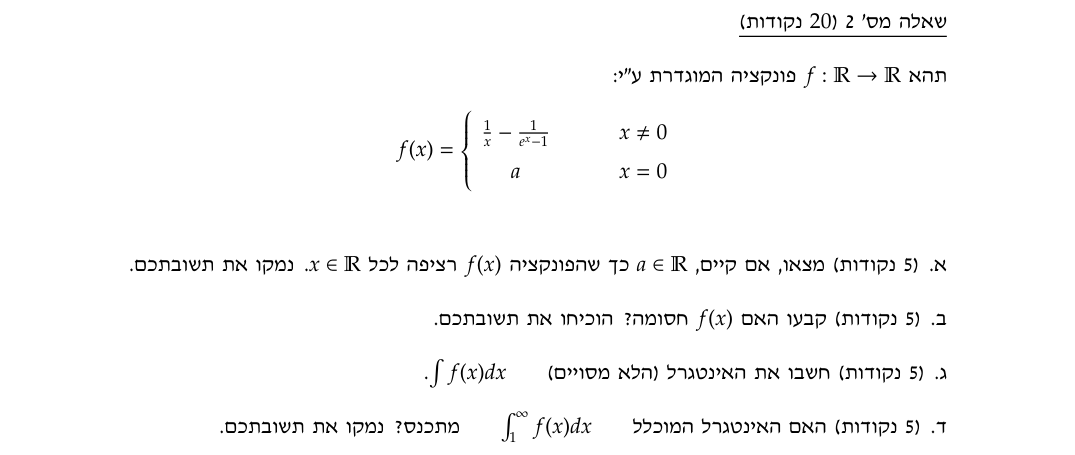 שאלה מס' 2 (20 נקודות)
תהא f : ℝ → ℝ פונקציה המוגדרת ע"י:
f(x) = { 1/x − 1/(eˣ−1)   x ≠ 0
a   x = 0
א. (5 נקודות) מצאו, אם קיים, a ∈ ℝ כך שהפונקציה f(x) רציפה לכל x ∈ ℝ. נמקו את תשובתכם.
ב. (5 נקודות) קבעו האם f(x) חסומה? הוכיחו את תשובתכם.
ג. (5 נקודות) חשבו את האינטגרל (הלא מסויים) ∫ f(x)dx.
ד. (5 נקודות) האם האינטגרל המוכלל ∫₁^∞ f(x)dx מתכנס? נמקו את תשובתכם.